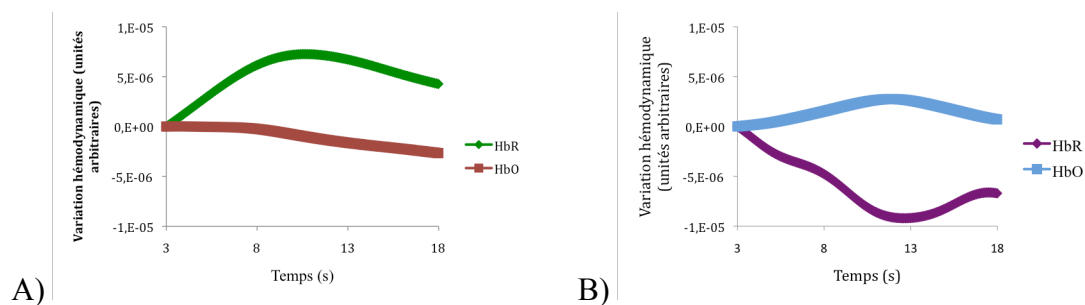 A)
Variation hémodynamique (unités
arbitraires)
1,E-05
5,E-06
0,E+00
-5,E-06
-1,E-05
3 8 13 18
Temps (s)
HbR
HbO
B)
Variation hémodynamique
(unités arbitraires)
1,E-05
5,E-06
0,E+00
-5,E-06
-1,E-05
3 8 13 18
Temps (s)
HbR
HbO